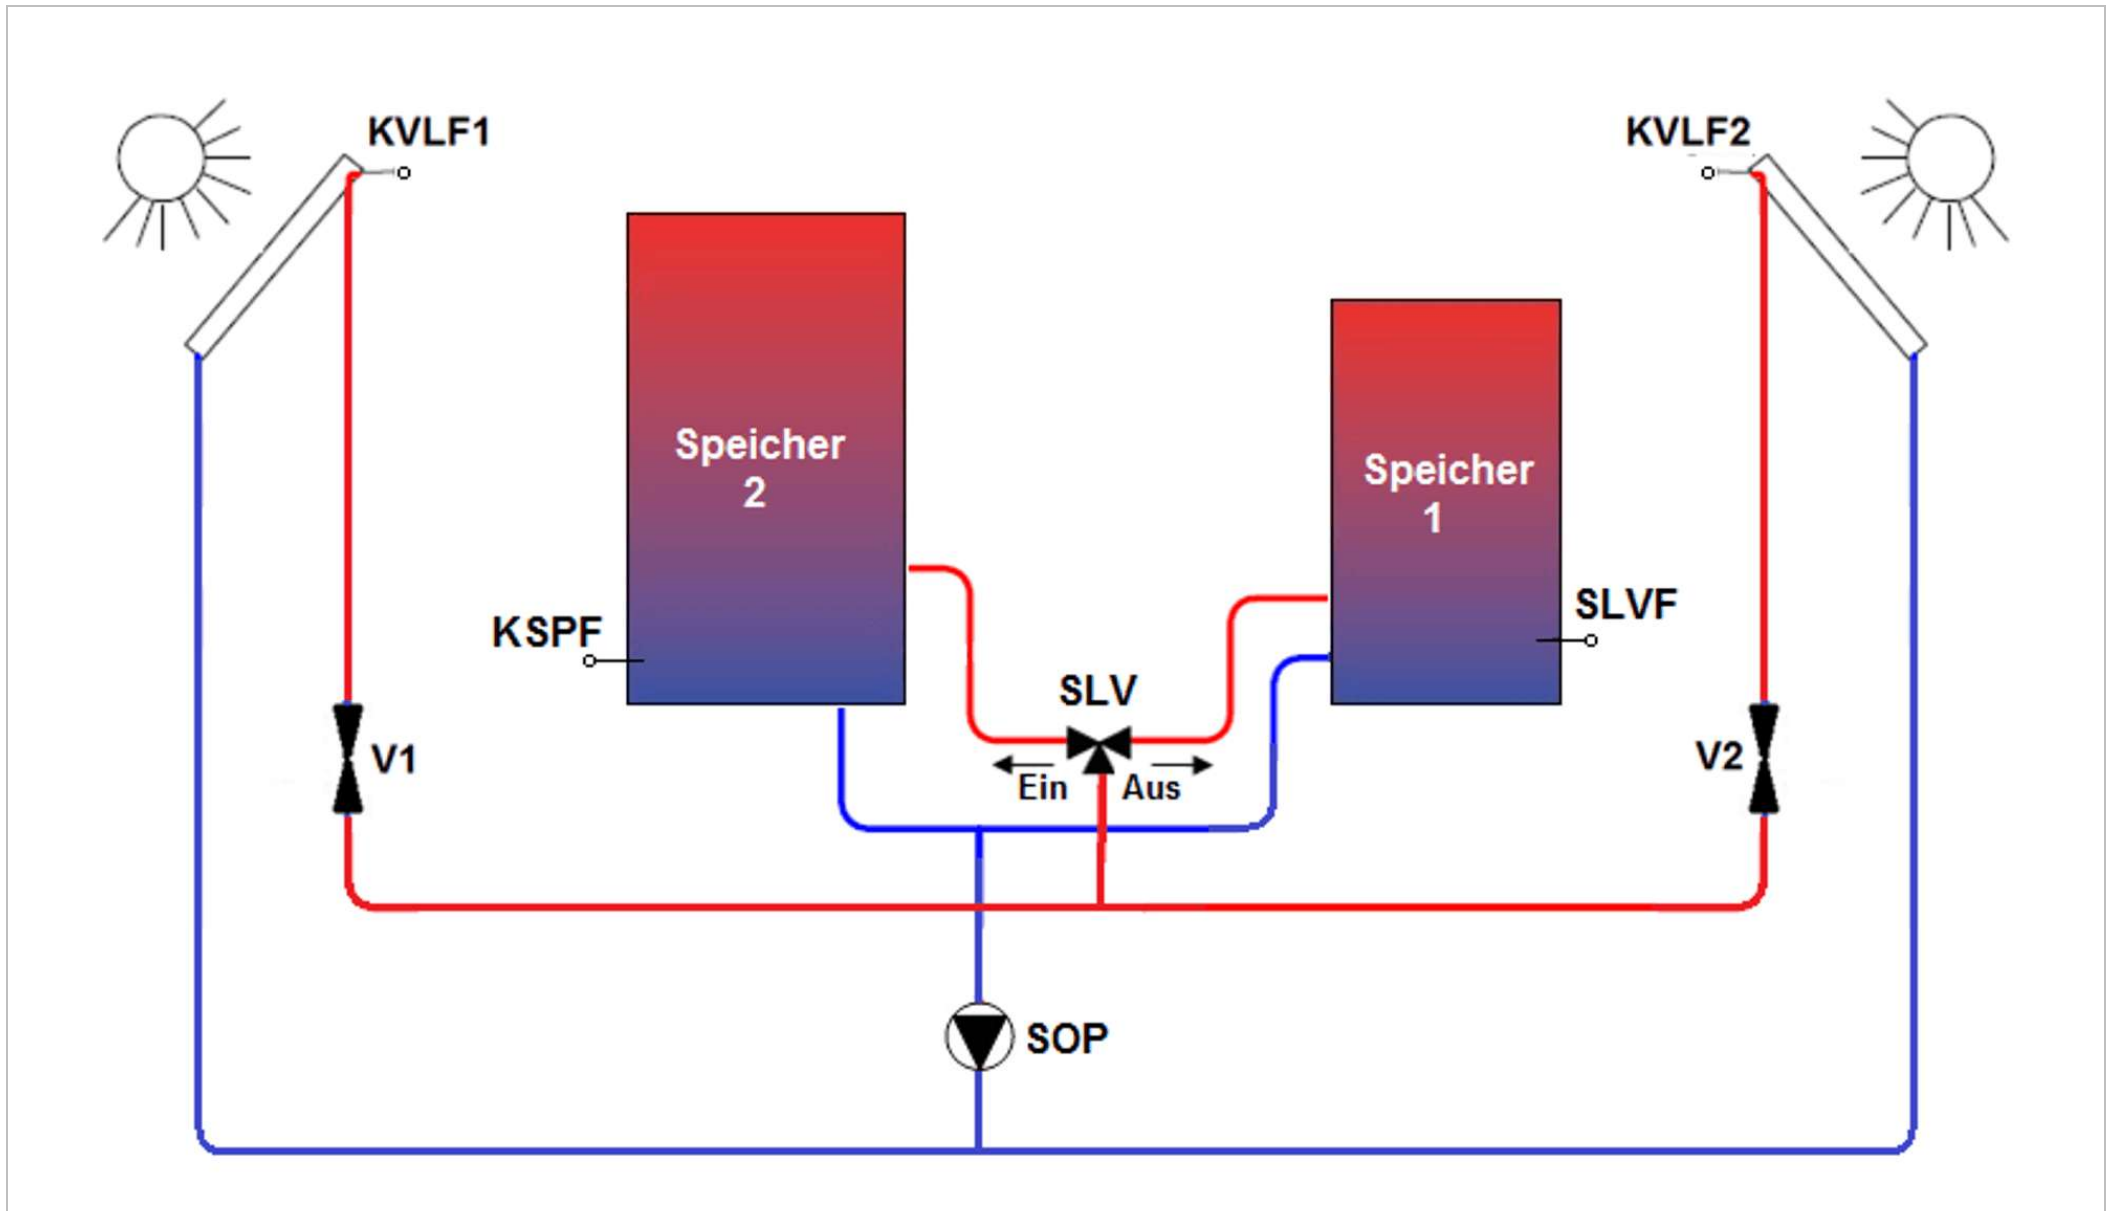 KVLF1
KVLF2
Speicher
2
Speicher
1
KSPF
SLVF
SLV
V1
V2
Ein
Aus
SOP